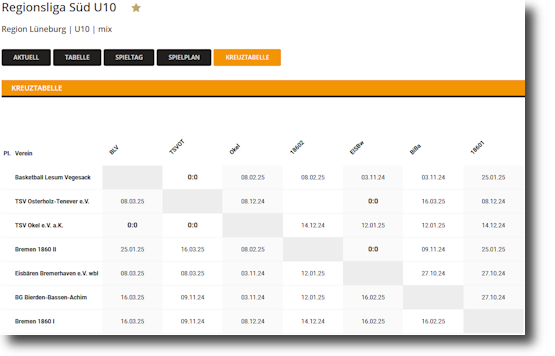 Regionsliga Süd U10
Region Lüneburg | U10 | mix
AKTUELL TABELLE SPIELTAG SPIELPLAN KREUZTABELLE
KREUZTABELLE
Pl. Verein BLV TSVOT Okel 18602 EISBw BiBa 18601
Basketball Lesum Vegesack 0:0 08.02.25 08.02.25 03.11.24 03.11.24 25.01.25
TSV Osterholz-Tenever e.V. 08.03.25 08.12.24 0:0 16.03.25 08.12.24
TSV Okel e.V. a.K. 0:0 0:0 14.12.24 12.01.25 12.01.25 14.12.24
Bremen 1860 II 25.01.25 16.03.25 08.02.25 0:0 09.11.24 25.01.25
Eisbären Bremerhaven e.V. wbl 08.03.25 08.03.25 03.11.24 12.01.25 27.10.24 27.10.24
BG Bierden-Bassen-Achim 16.03.25 09.11.24 03.11.24 12.01.25 16.02.25 27.10.24
Bremen 1860 I 16.03.25 09.11.24 08.12.24 14.12.24 16.02.25 16.02.25